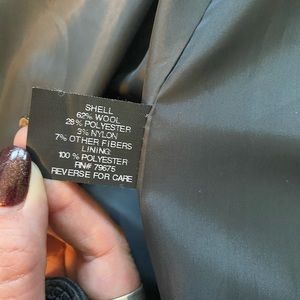 SHELL
62% WOOL
28% POLYESTER
3% NYLON
7% OTHER FIBERS
LINING:
100% POLYESTER
RN# 79675
REVERSE FOR CARE